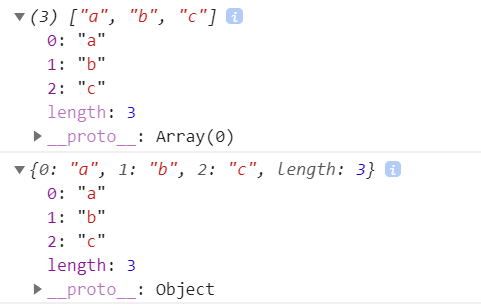 ▼(3) ["a", "b", "c"] i
0: "a"
1: "b"
2: "c"
length: 3
▶__proto__: Array(0)
▼{0: "a", 1: "b", 2: "c", length: 3} i
0: "a"
1: "b"
2: "c"
length: 3
▶__proto__: Object